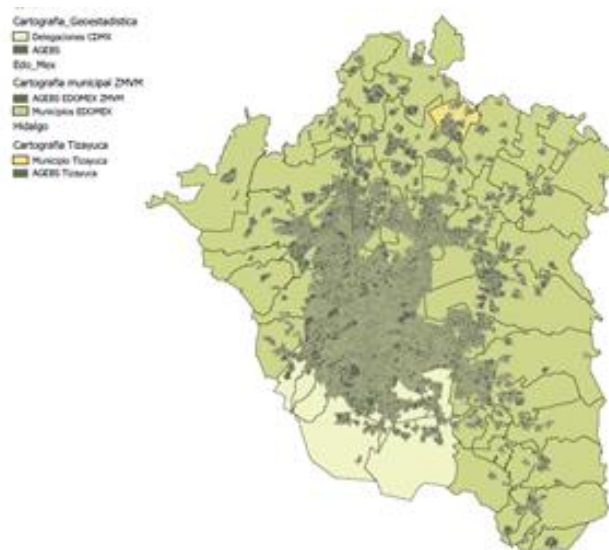 Cartografía_Geoestadística
Delegaciones CDMX
AGEBS
Edo_Mex
Cartografía municipal ZMVM
AGEBS EDOMEX ZMVM
Municipios EDOMEX
Hidalgo
Cartografía Tizayuca
Municipio Tizayuca
AGEBS Tizayuca